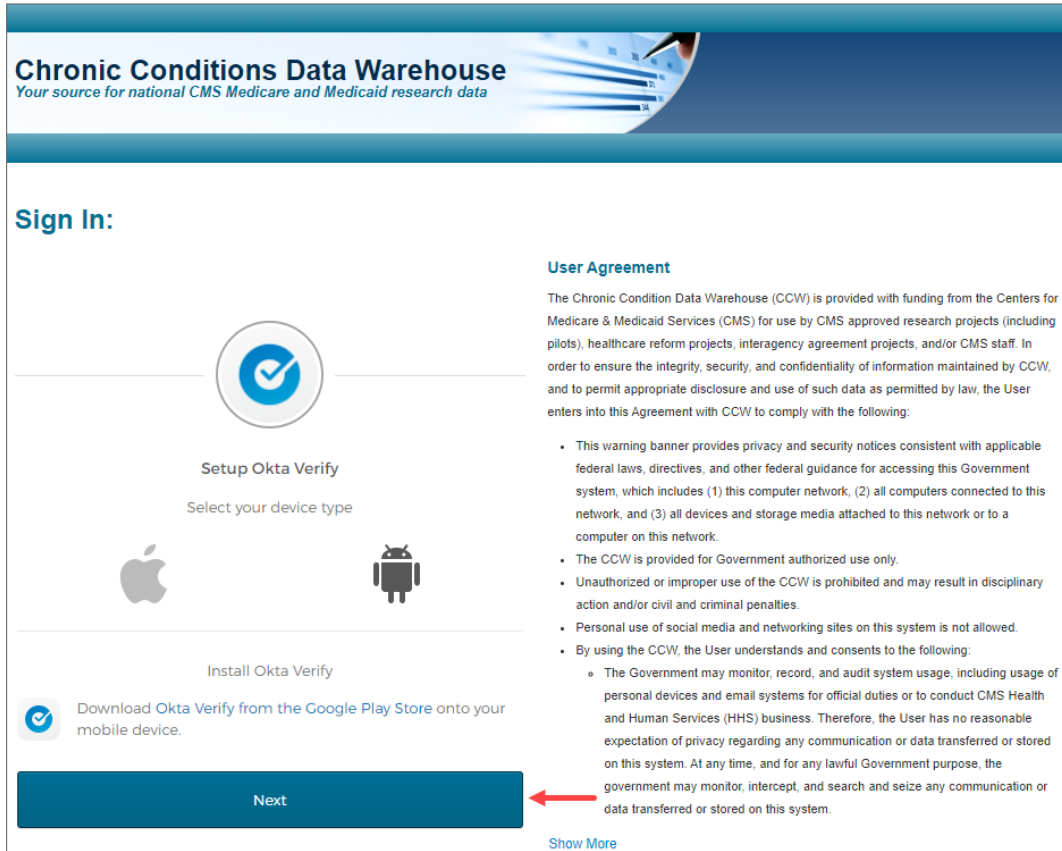 Chronic Conditions Data Warehouse
Your source for national CMS Medicare and Medicaid research data
Sign In:
Setup Okta Verify
Select your device type
Install Okta Verify
Download Okta Verify from the Google Play Store onto your
mobile device.
Next
User Agreement
The Chronic Condition Data Warehouse (CCW) is provided with funding from the Centers for
Medicare & Medicaid Services (CMS) for use by CMS approved research projects (including
pilots), healthcare reform projects, interagency agreement projects, and/or CMS staff. In
order to ensure the integrity, security, and confidentiality of information maintained by CCW,
and to permit appropriate disclosure and use of such data as permitted by law, the User
enters into this Agreement with CCW to comply with the following:
• This warning banner provides privacy and security notices consistent with applicable
federal laws, directives, and other federal guidance for accessing this Government
system, which includes (1) this computer network, (2) all computers connected to this
network, and (3) all devices and storage media attached to this network or to a
computer on this network.
• The CCW is provided for Government authorized use only.
• Unauthorized or improper use of the CCW is prohibited and may result in disciplinary
action and/or civil and criminal penalties.
• Personal use of social media and networking sites on this system is not allowed.
• By using the CCW, the User understands and consents to the following:
o The Government may monitor, record, and audit system usage, including usage of
personal devices and email systems for official duties or to conduct CMS Health
and Human Services (HHS) business. Therefore, the User has no reasonable
expectation of privacy regarding any communication or data transferred or stored
on this system. At any time, and for any lawful Government purpose, the
government may monitor, intercept, and search and seize any communication or
data transferred or stored on this system.
Show More